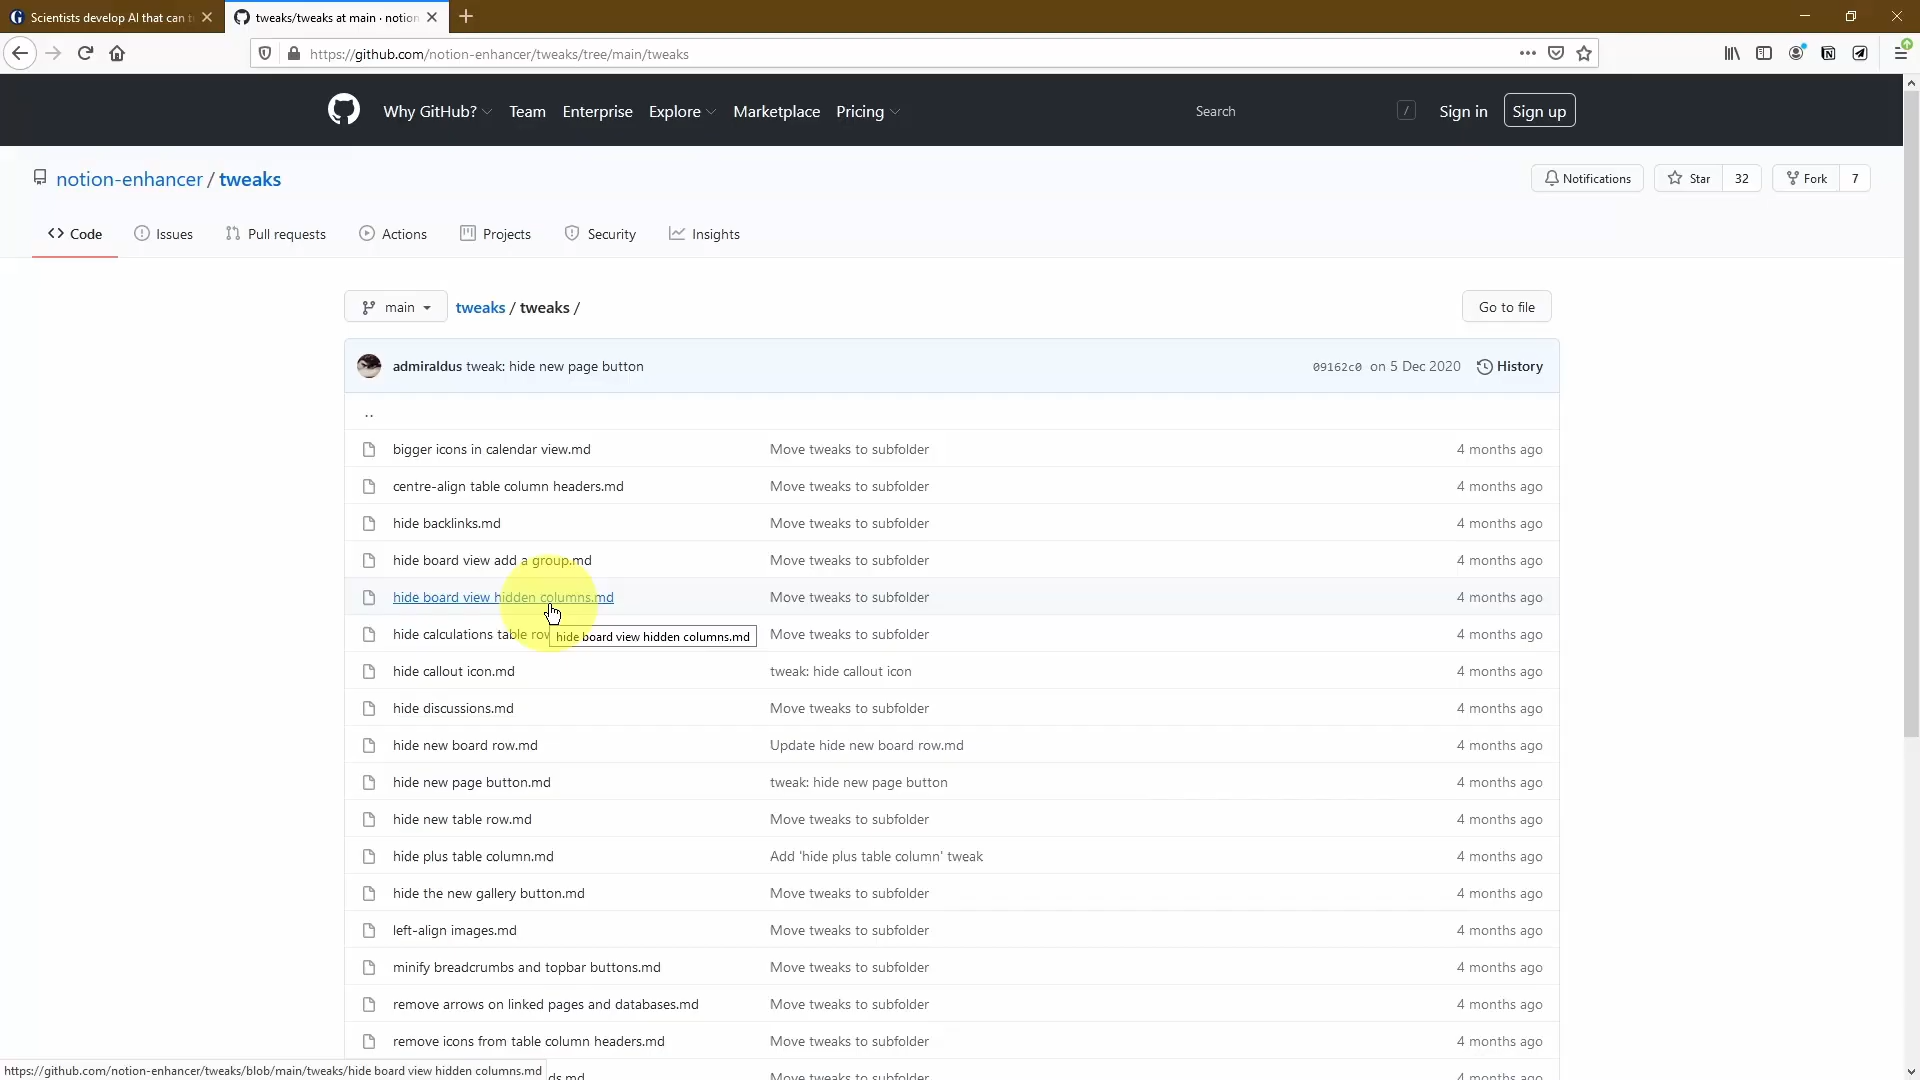 Scientists develop AI that can t
tweaks/tweaks at main · notion
https://github.com/notion-enhancer/tweaks/tree/main/tweaks
Why GitHub? Team Enterprise Explore Marketplace Pricing Search / Sign in Sign up
notion-enhancer / tweaks Notifications Star 32 Fork 7
Code Issues Pull requests Actions Projects Security Insights
main tweaks / tweaks / Go to file
admiraldus tweak: hide new page button 09162c0 on 5 Dec 2020 History
..
bigger icons in calendar view.md Move tweaks to subfolder 4 months ago
centre-align table column headers.md Move tweaks to subfolder 4 months ago
hide backlinks.md Move tweaks to subfolder 4 months ago
hide board view add a group.md Move tweaks to subfolder 4 months ago
hide board view hidden columns.md Move tweaks to subfolder 4 months ago
hide calculations table row Move tweaks to subfolder 4 months ago
hide board view hidden columns.md
hide callout icon.md tweak: hide callout icon 4 months ago
hide discussions.md Move tweaks to subfolder 4 months ago
hide new board row.md Update hide new board row.md 4 months ago
hide new page button.md tweak: hide new page button 4 months ago
hide new table row.md Move tweaks to subfolder 4 months ago
hide plus table column.md Add 'hide plus table column' tweak 4 months ago
hide the new gallery button.md Move tweaks to subfolder 4 months ago
left-align images.md Move tweaks to subfolder 4 months ago
minify breadcrumbs and topbar buttons.md Move tweaks to subfolder 4 months ago
remove arrows on linked pages and databases.md Move tweaks to subfolder 4 months ago
remove icons from table column headers.md Move tweaks to subfolder 4 months ago
ds.md Move tweaks to subfolder 4 months ago
https://github.com/notion-enhancer/tweaks/blob/main/tweaks/hide board view hidden columns.md